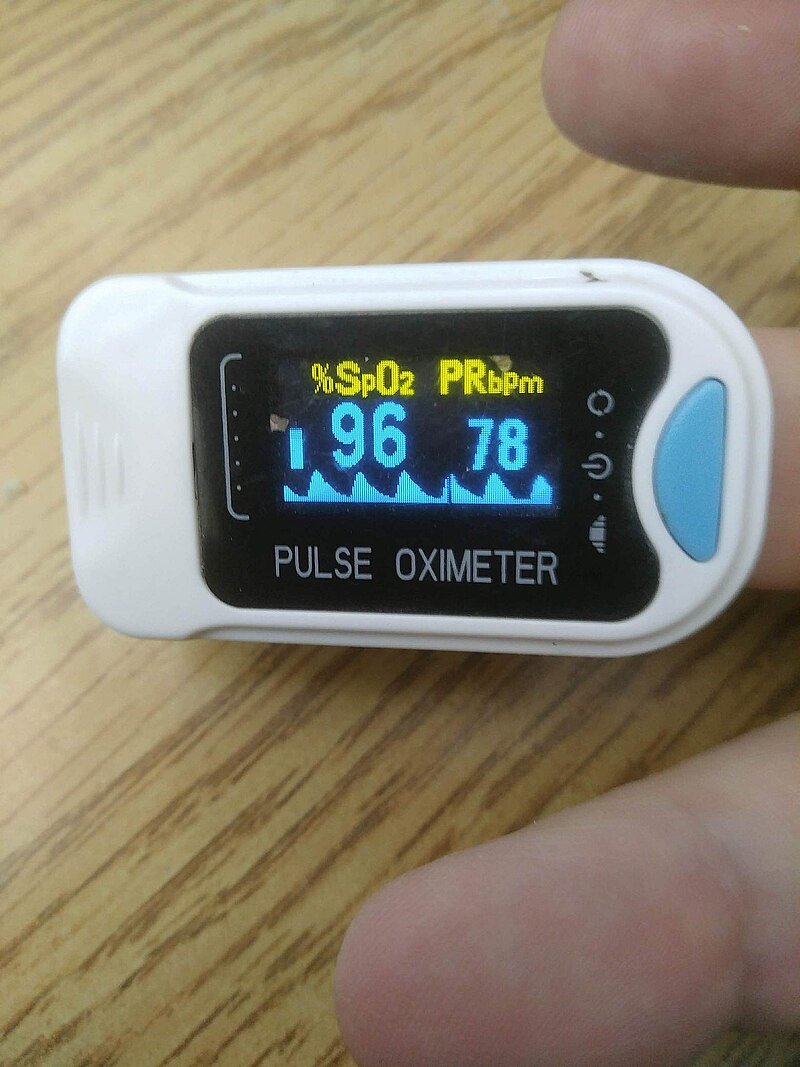 %SpO2 PRbpm
96 78
PULSE OXIMETER